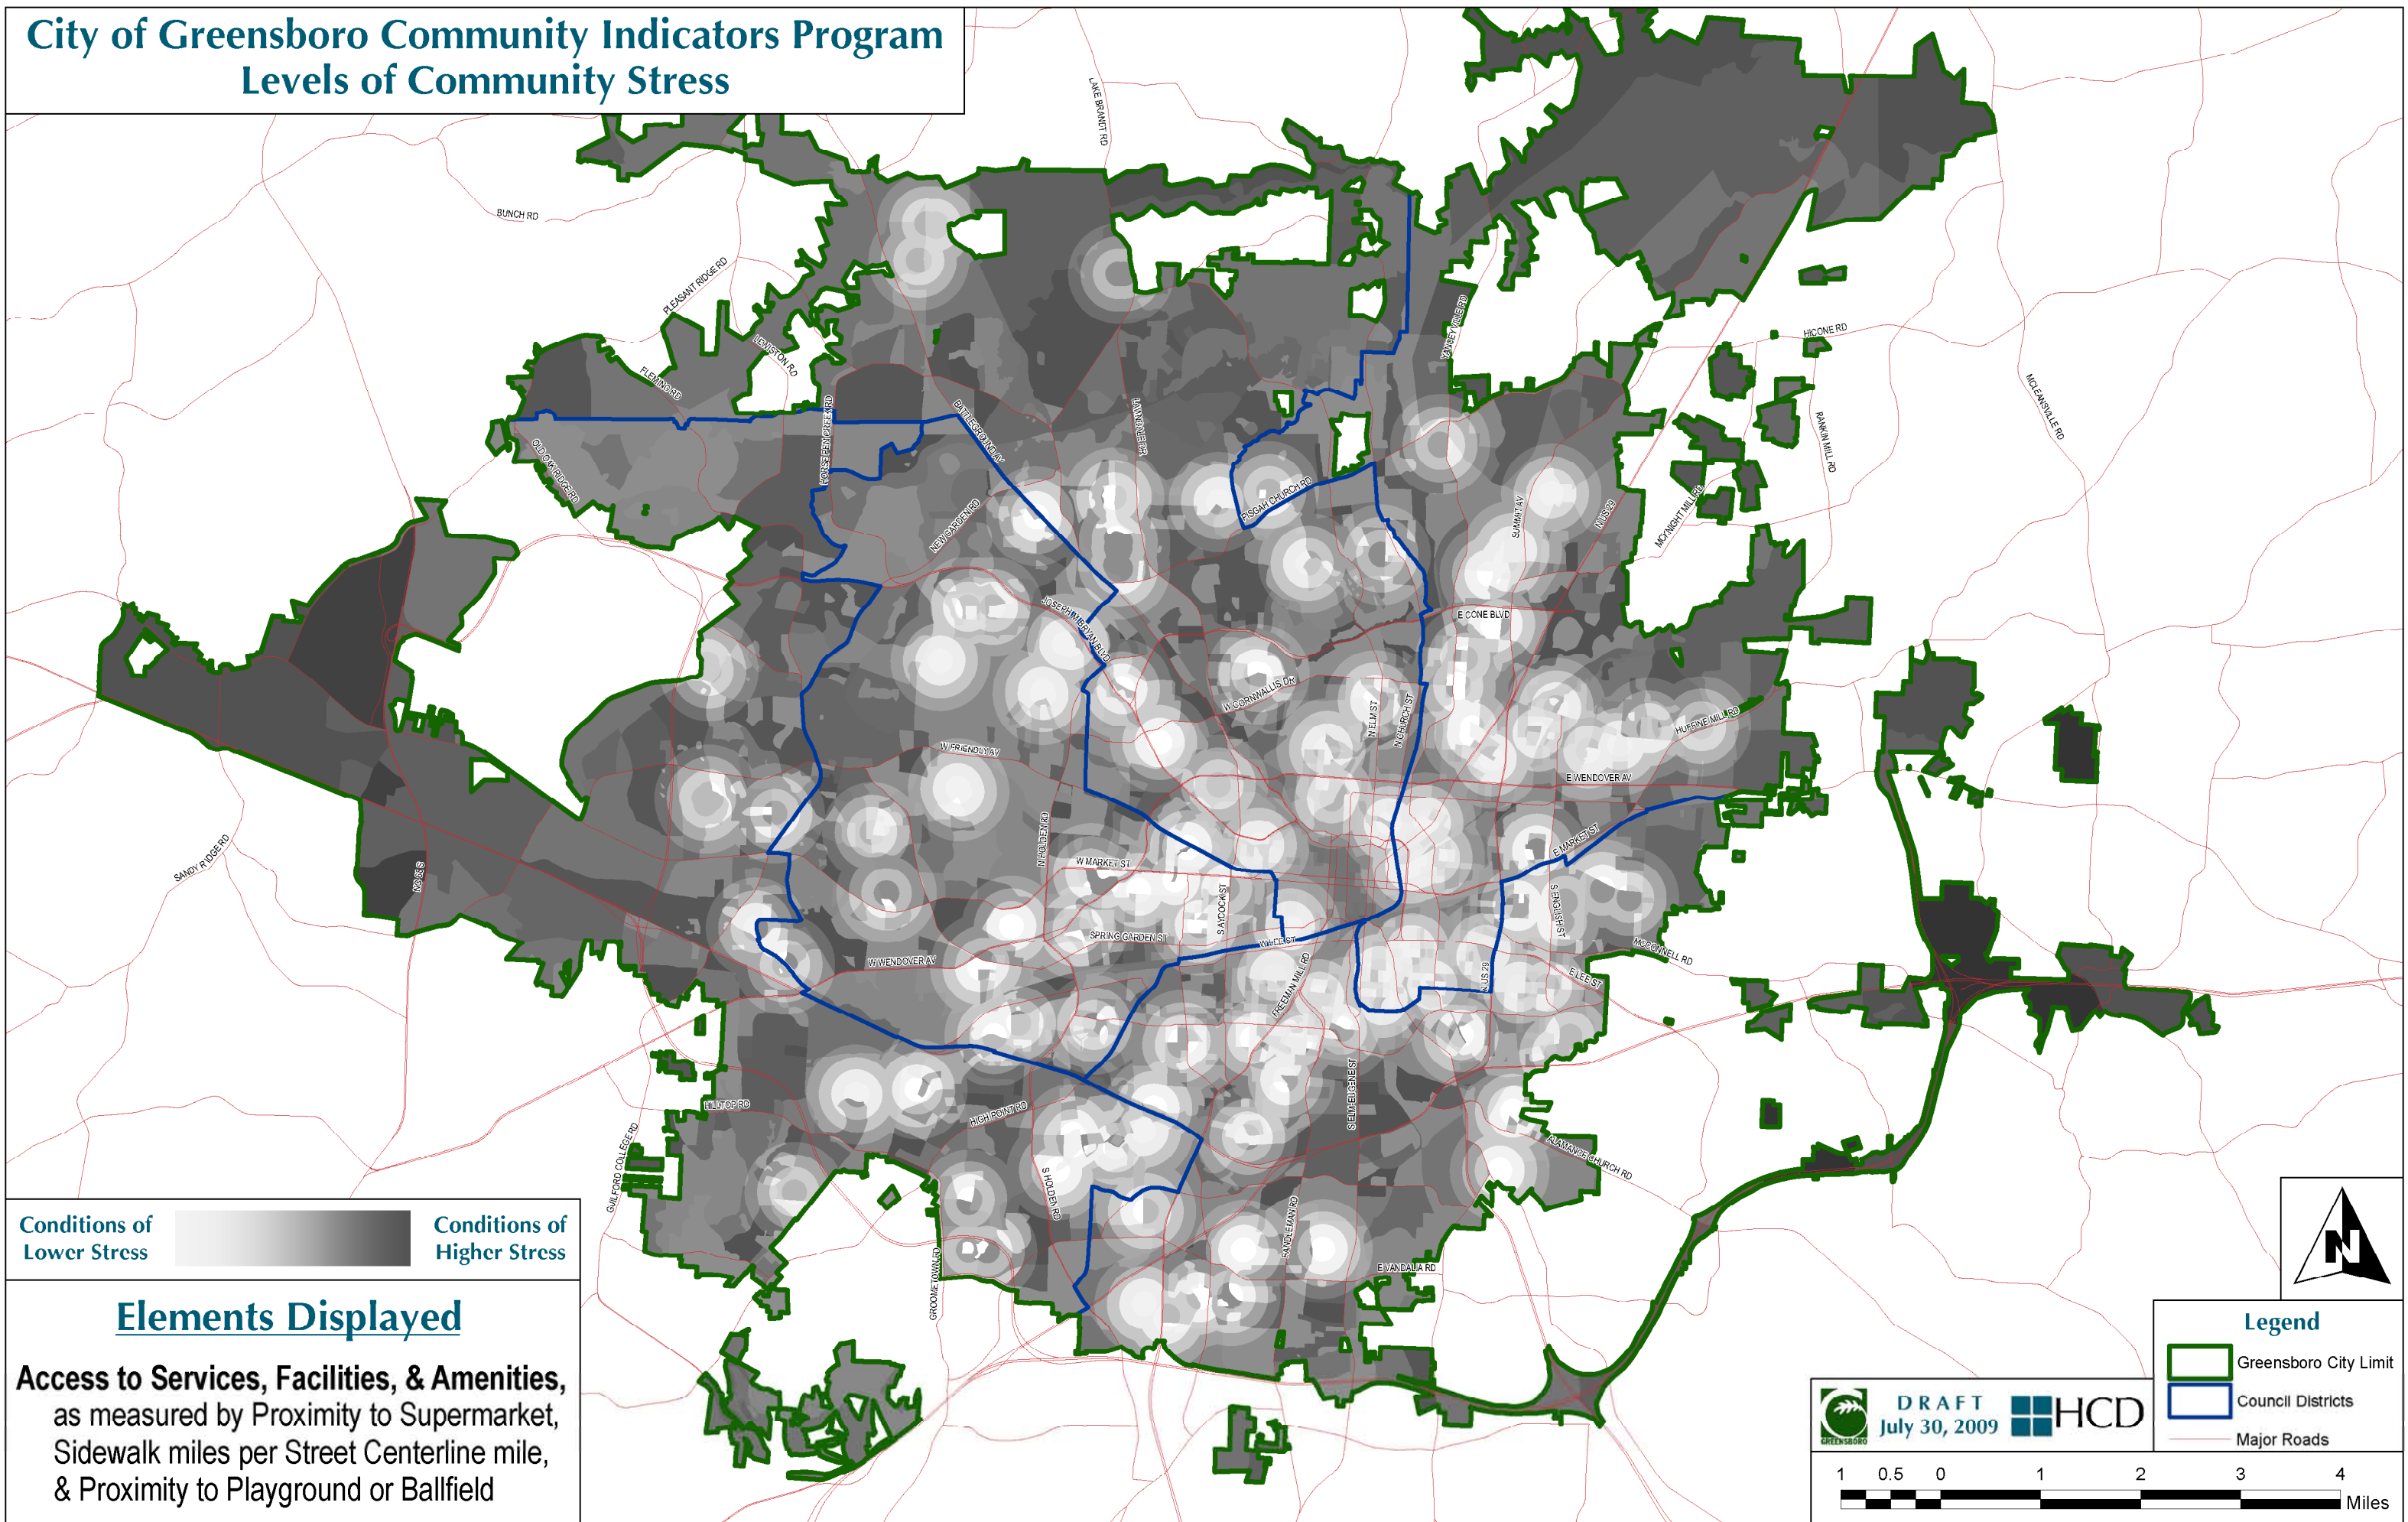 City of Greensboro Community Indicators Program
Levels of Community Stress
LAKE BRANDT RD
BUNCH RD
PLEASANT RIDGE RD
LEWISTON RD
FLEMING RD
YANCEYVILLE RD
HICONE RD
MCLEANSVILLE RD
RANKIN MILL RD
MCKNIGHT MILL RD
HORSE PEN CREEK RD
BATTLEGROUND AV
LAWNDALE DR
OLD OAK RIDGE RD
NEW GARDEN RD
PISGAH CHURCH RD
SUMMIT AV
N US 29
JOSEPH M BRYAN BLVD
E CONE BLVD
W CORNWALLIS DR
N ELM ST
N CHURCH ST
HUFFINE MILL RD
W FRIENDLY AV
E WENDOVER AV
SANDY RIDGE RD
N HOLDEN RD
W MARKET ST
E MARKET ST
S AYCOCK ST
S ENGLISH ST
SPRING GARDEN ST
W LEE ST
W WENDOVER AV
FREEMAN MILL RD
MCCONNELL RD
E LEE ST
HILLTOP RD
HIGH POINT RD
S ELM-EUGENE ST
ALAMANCE CHURCH RD
GUILFORD COLLEGE RD
S HOLDEN RD
RANDLEMAN RD
GROOMETOWN RD
E VANDALIA RD
Conditions of
Lower Stress
Conditions of
Higher Stress
Elements Displayed
Access to Services, Facilities, & Amenities,
as measured by Proximity to Supermarket,
Sidewalk miles per Street Centerline mile,
& Proximity to Playground or Ballfield
N
Legend
Greensboro City Limit
Council Districts
Major Roads
GREENSBORO
DRAFT
July 30, 2009
HCD
1 0.5 0 1 2 3 4
Miles